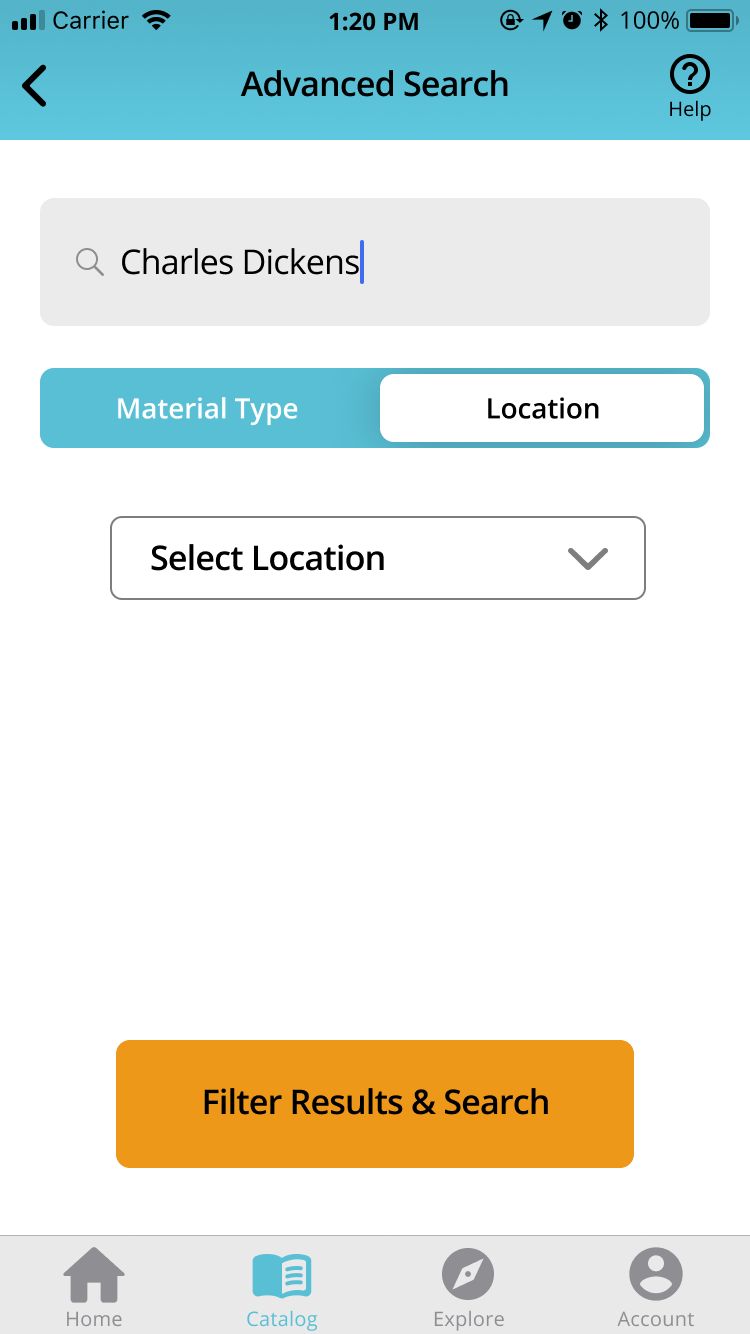 Carrier 1:20 PM 100%
Advanced Search
Help
Charles Dickens
Material Type Location
Select Location
Filter Results & Search
Home Catalog Explore Account